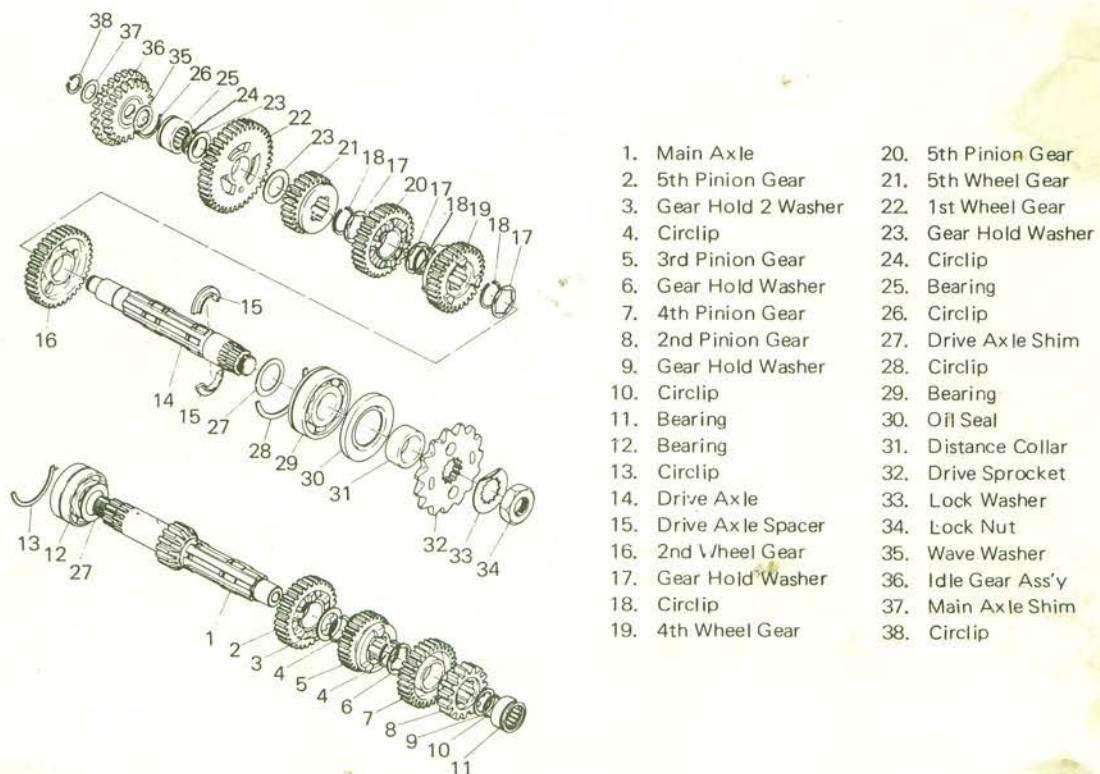 38
37
36
35
26
25
24
23
22
23
21
18
17
20
17
18
19
18
17
16
15
14
15
27
28
29
30
31
32
33
34
13
12
27
1
2
3
4
5
4
6
7
8
9
10
11
1. Main Axle
2. 5th Pinion Gear
3. Gear Hold 2 Washer
4. Circlip
5. 3rd Pinion Gear
6. Gear Hold Washer
7. 4th Pinion Gear
8. 2nd Pinion Gear
9. Gear Hold Washer
10. Circlip
11. Bearing
12. Bearing
13. Circlip
14. Drive Axle
15. Drive Axle Spacer
16. 2nd Wheel Gear
17. Gear Hold Washer
18. Circlip
19. 4th Wheel Gear
20. 5th Pinion Gear
21. 5th Wheel Gear
22. 1st Wheel Gear
23. Gear Hold Washer
24. Circlip
25. Bearing
26. Circlip
27. Drive Axle Shim
28. Circlip
29. Bearing
30. Oil Seal
31. Distance Collar
32. Drive Sprocket
33. Lock Washer
34. Lock Nut
35. Wave Washer
36. Idle Gear Ass'y
37. Main Axle Shim
38. Circlip